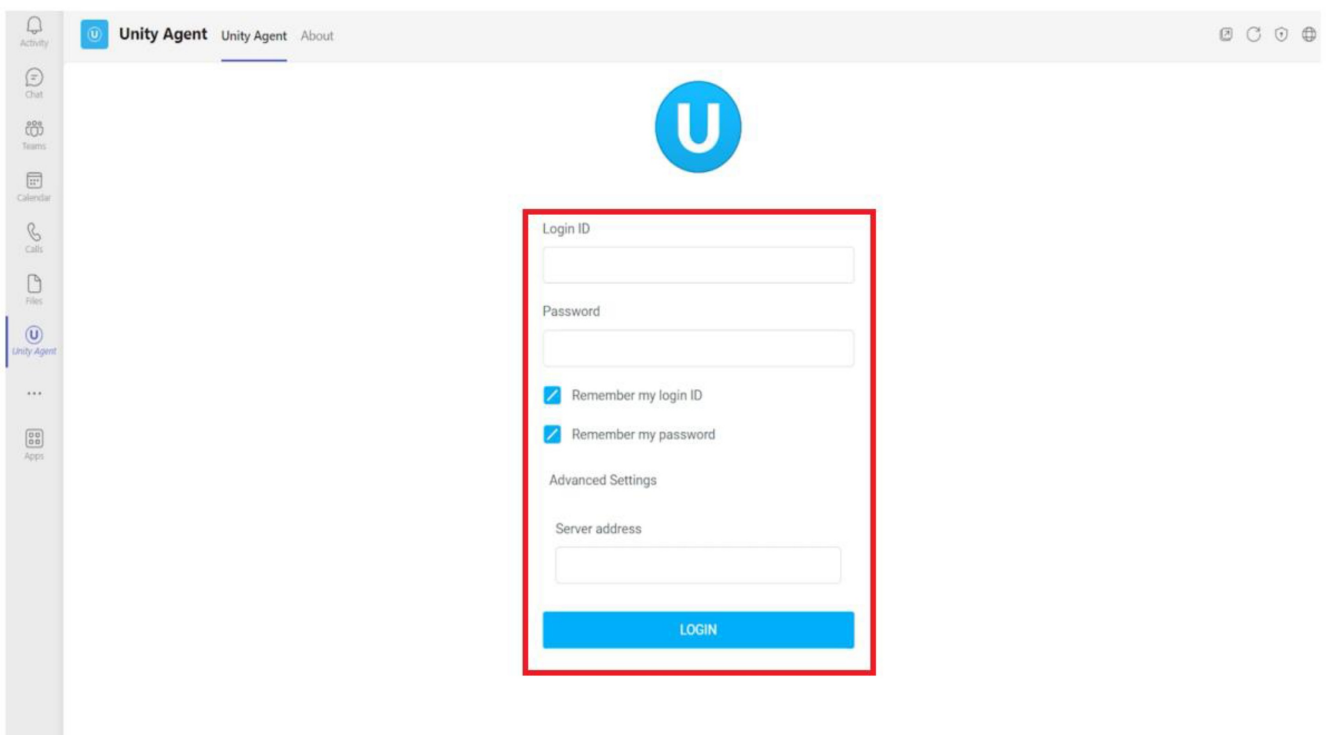 Activity
Chat
Teams
Calendar
Calls
Files
Unity Agent
...
Apps
U Unity Agent Unity Agent About
U
Login ID
Password
Remember my login ID
Remember my password
Advanced Settings
Server address
LOGIN